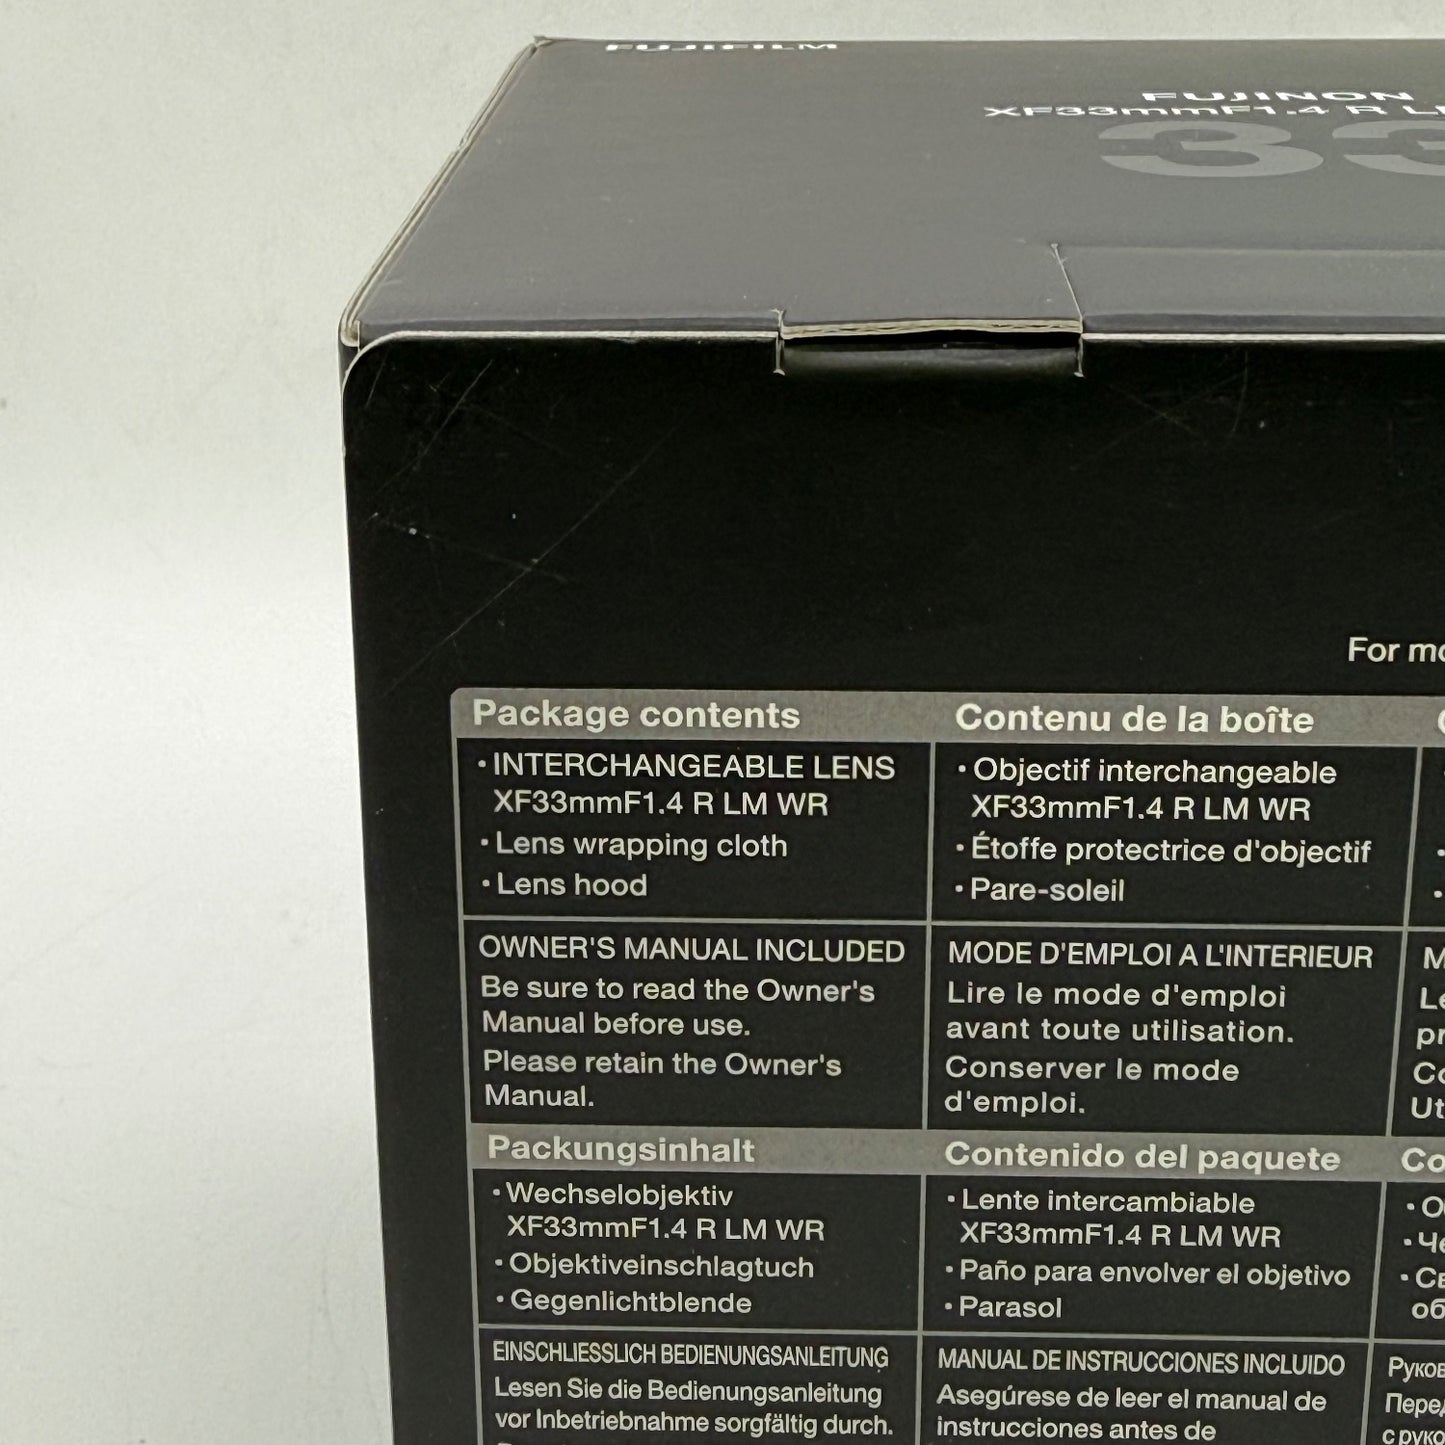 FUJIFILM
FUJINON
XF33mmF1.4 R
33
For
Package contents
• INTERCHANGEABLE LENS
XF33mmF1.4 R LM WR
• Lens wrapping cloth
• Lens hood
OWNER'S MANUAL INCLUDED
Be sure to read the Owner's
Manual before use.
Please retain the Owner's
Manual.
Contenu de la boîte
• Objectif interchangeable
XF33mmF1.4 R LM WR
• Étoffe protectrice d'objectif
• Pare-soleil
MODE D'EMPLOI A L'INTERIEUR
Lire le mode d'emploi
avant toute utilisation.
Conserver le mode
d'emploi.
Packungsinhalt
• Wechselobjektiv
XF33mmF1.4 R LM WR
• Objektiveinschlagtuch
• Gegenlichtblende
EINSCHLIESSLICH BEDIENUNGSANLEITUNG
Lesen Sie die Bedienungsanleitung
vor Inbetriebnahme sorgfältig durch.
Contenido del paquete
• Lente intercambiable
XF33mmF1.4 R LM WR
• Paño para envolver el objetivo
• Parasol
MANUAL DE INSTRUCCIONES INCLUIDO
Asegúrese de leer el manual de
instrucciones antes de